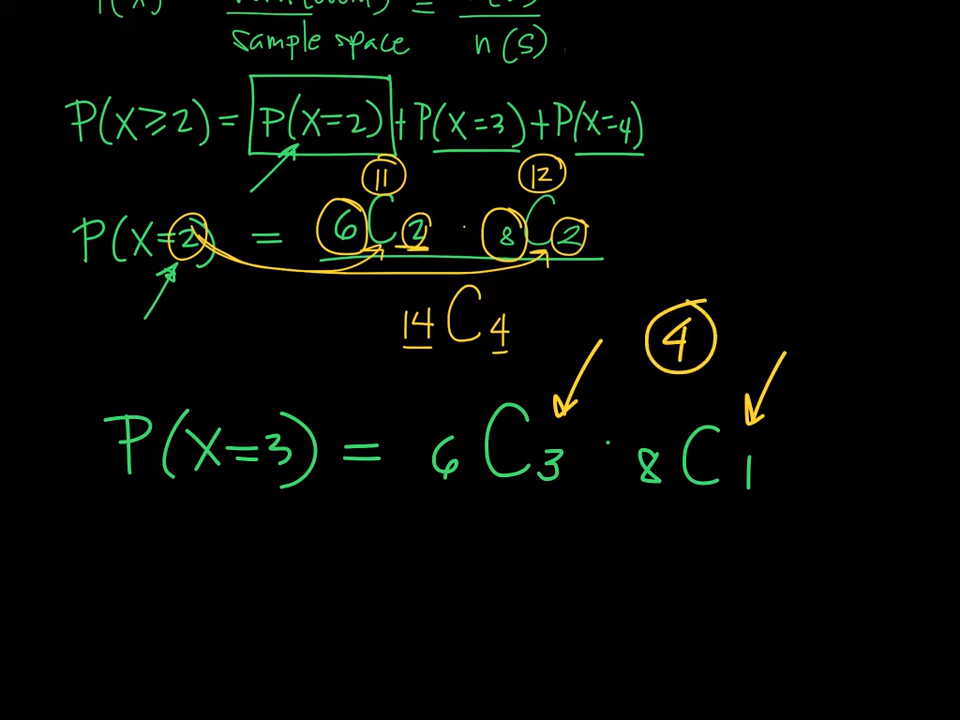 sample space n(S)
P(X≥2) = P(X=2) + P(X=3) + P(X=4)
11 12
P(X=2) = 6C2 · 8C2
14C4
4
P(X=3) = 6C3 · 8C1